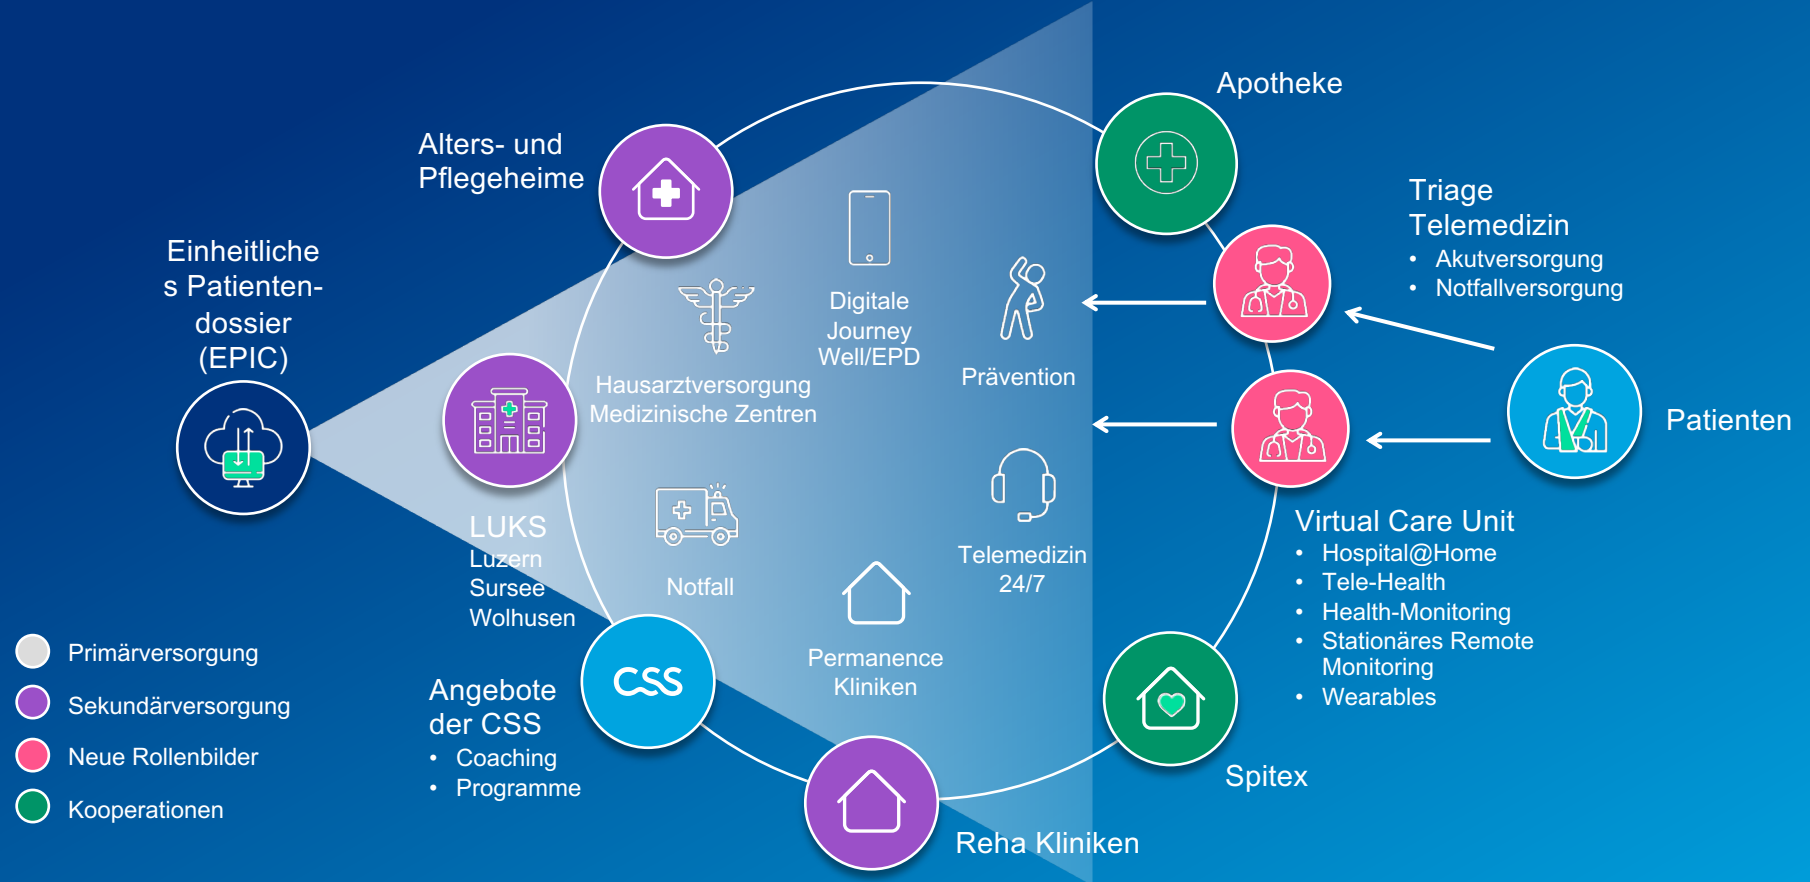 Apotheke
Alters- und
Pflegeheime
Triage
Telemedizin
• Akutversorgung
• Notfallversorgung
Einheitliche
s Patienten-
dossier
(EPIC)
Digitale
Journey
Well/EPD
Prävention
Hausarztversorgung
Medizinische Zentren
Patienten
LUKS
Luzern
Sursee
Wolhusen
Notfall
Telemedizin
24/7
Virtual Care Unit
• Hospital@Home
• Tele-Health
• Health-Monitoring
• Stationäres Remote
Monitoring
• Wearables
Permanence
Kliniken
CSS
Angebote
der CSS
• Coaching
• Programme
Spitex
Reha Kliniken
Primärversorgung
Sekundärversorgung
Neue Rollenbilder
Kooperationen